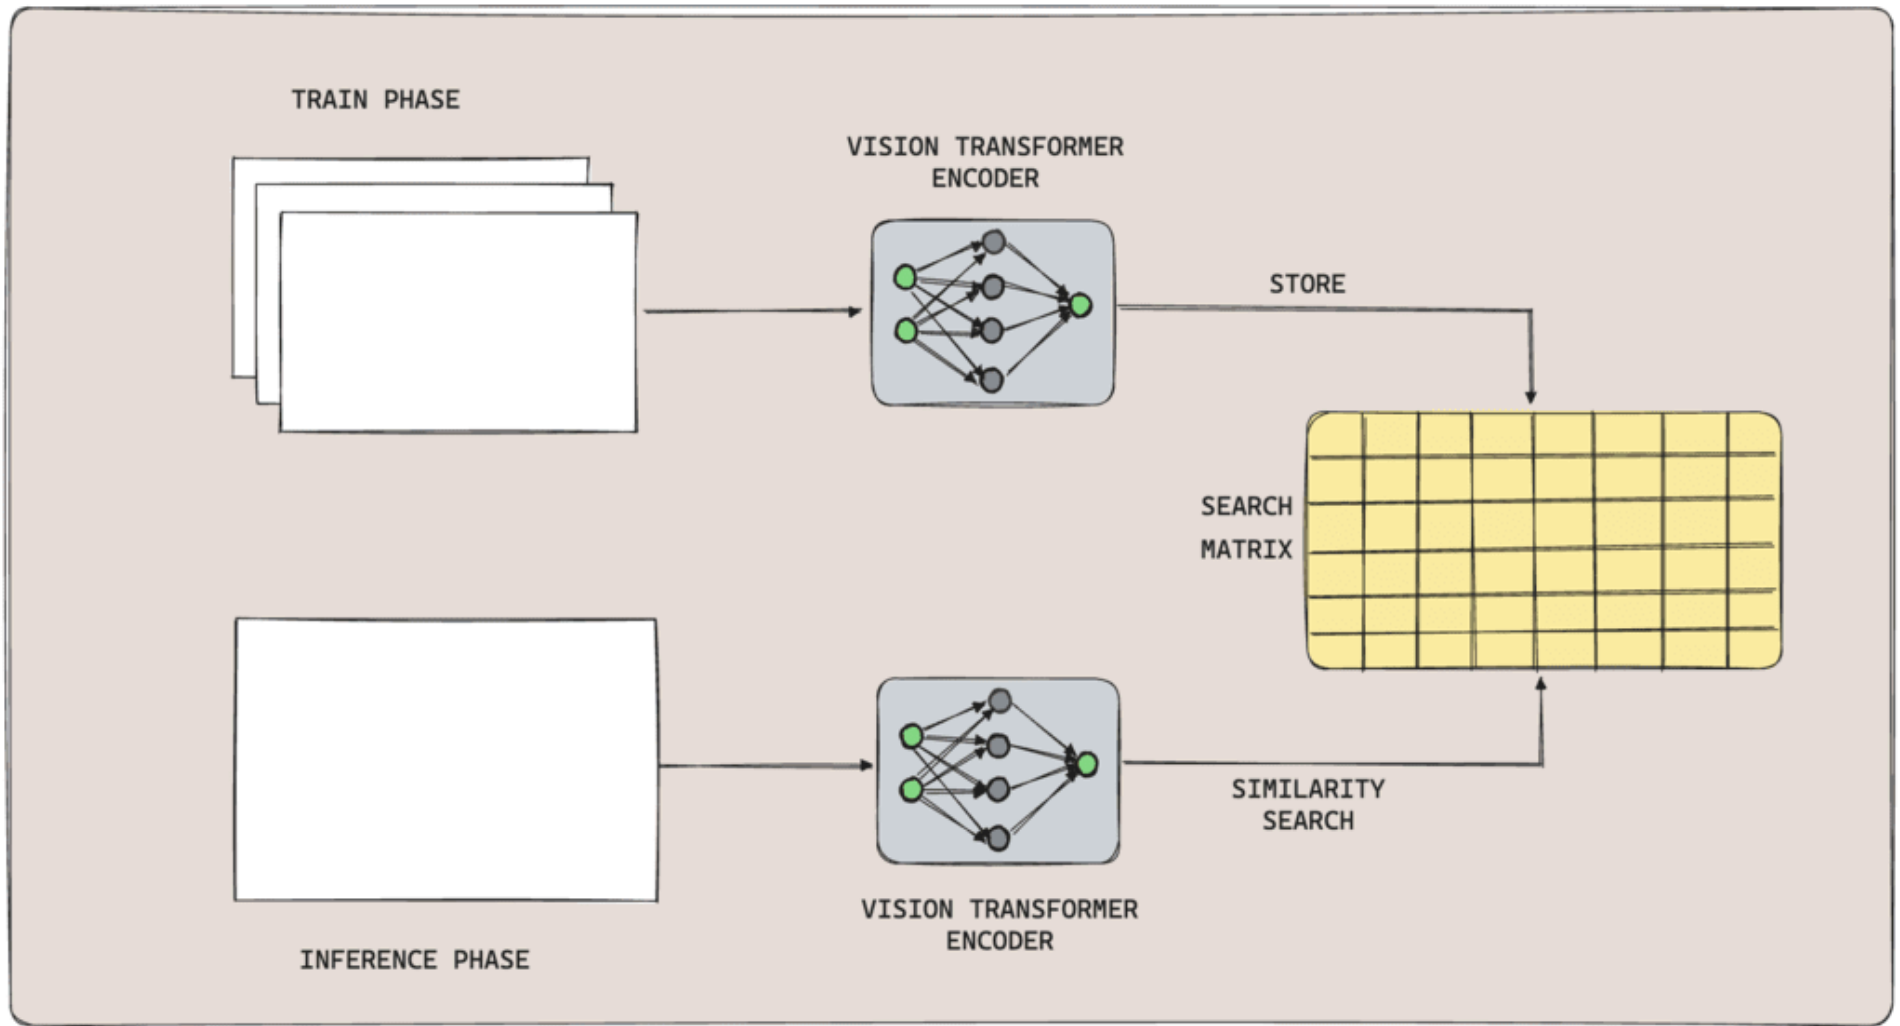 TRAIN PHASE
VISION TRANSFORMER
ENCODER
STORE
SEARCH
MATRIX
SIMILARITY
SEARCH
VISION TRANSFORMER
ENCODER
INFERENCE PHASE